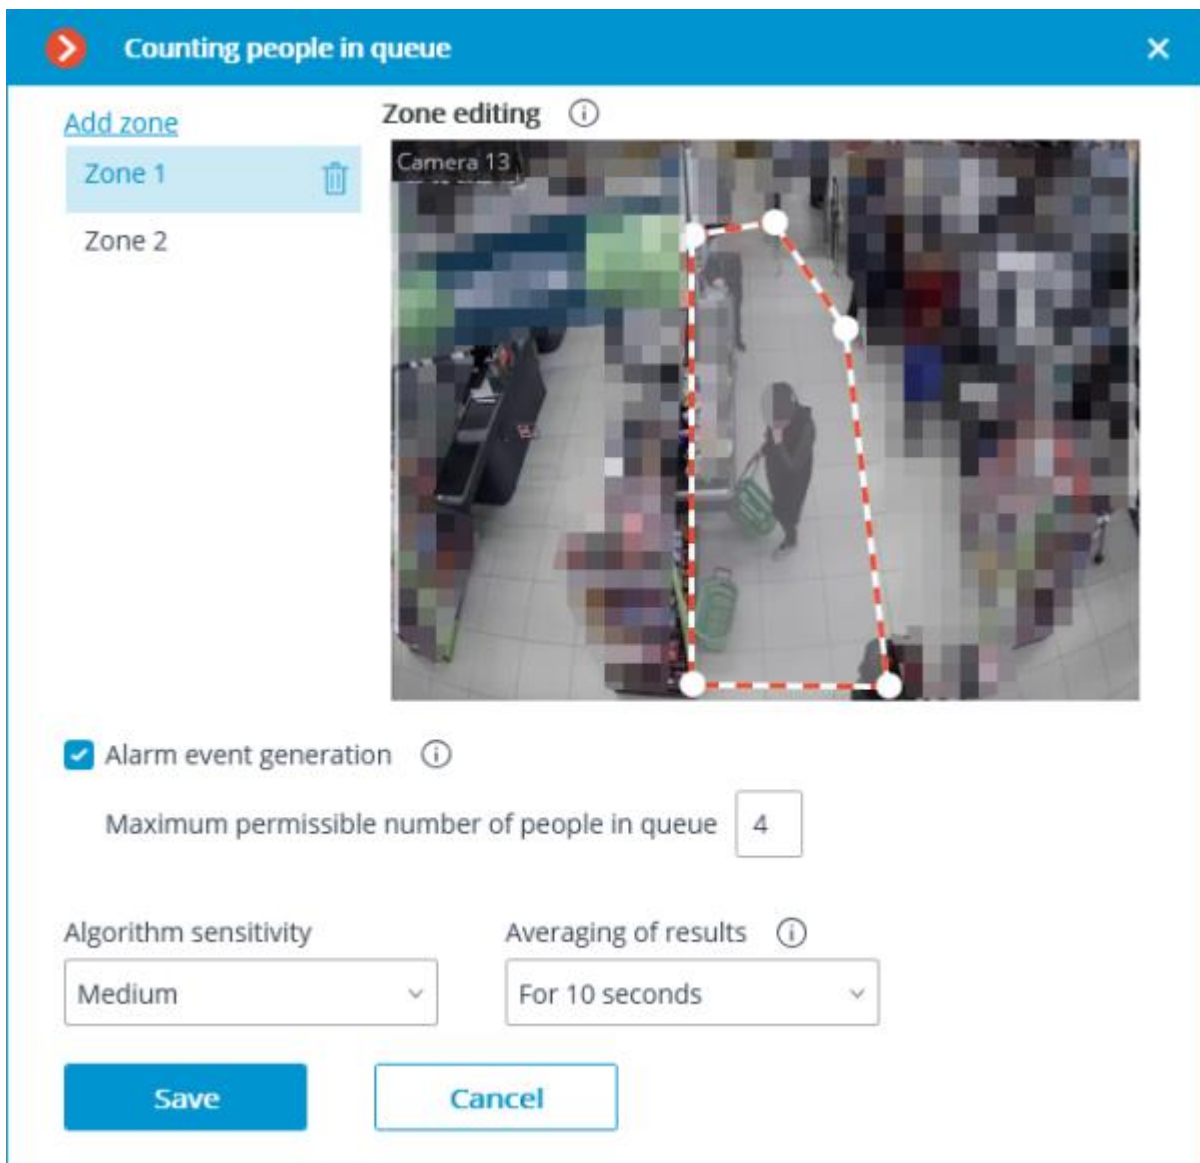 Counting people in queue
Add zone
Zone editing
Zone 1
Zone 2
Camera 13
Alarm event generation
Maximum permissible number of people in queue 4
Algorithm sensitivity
Averaging of results
Medium
For 10 seconds
Save
Cancel